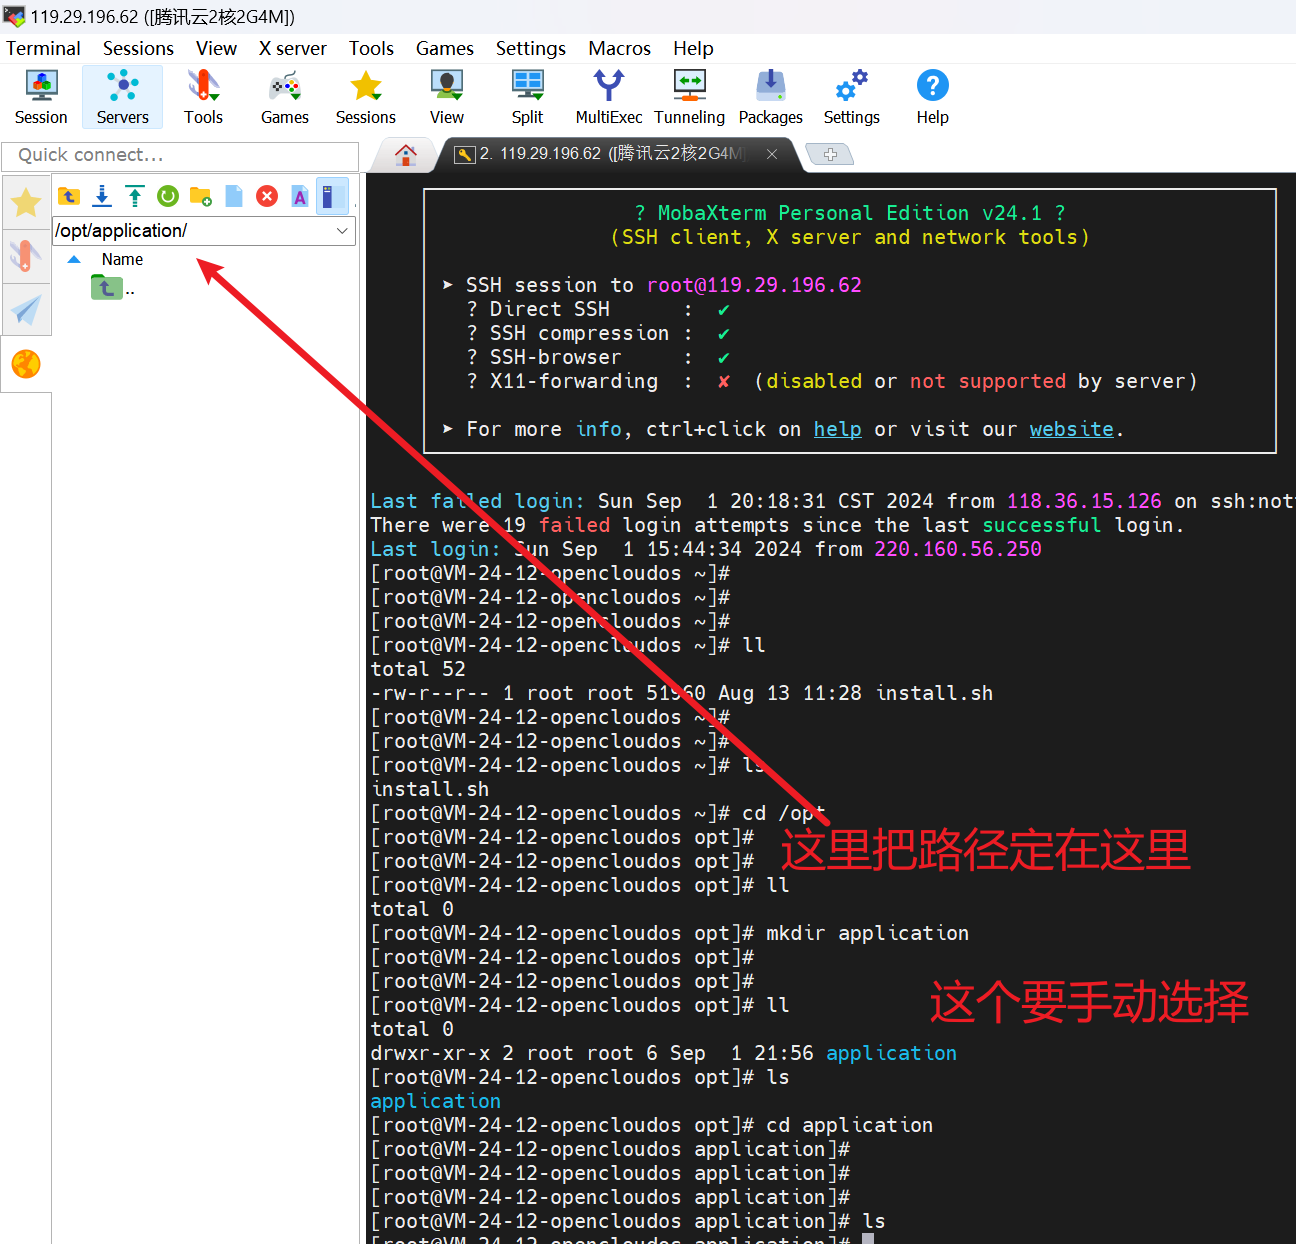 119.29.196.62 ([腾讯云2核2G4M])
Terminal Sessions View X server Tools Games Settings Macros Help
Session Servers Tools Games Sessions View Split MultiExec Tunneling Packages Settings Help
Quick connect...
2. 119.29.196.62 ([腾讯云2核2G4M
/opt/application/
Name
..
? MobaXterm Personal Edition v24.1 ?
(SSH client, X server and network tools)
➤ SSH session to root@119.29.196.62
? Direct SSH : ✔
? SSH compression : ✔
? SSH-browser : ✔
? X11-forwarding : ✘ (disabled or not supported by server)
➤ For more info, ctrl+click on help or visit our website.
Last failed login: Sun Sep 1 20:18:31 CST 2024 from 118.36.15.126 on ssh:not
There were 19 failed login attempts since the last successful login.
Last login: Sun Sep 1 15:44:34 2024 from 220.160.56.250
[root@VM-24-12-opencloudos ~]#
[root@VM-24-12-opencloudos ~]#
[root@VM-24-12-opencloudos ~]#
[root@VM-24-12-opencloudos ~]# ll
total 52
-rw-r--r-- 1 root root 51960 Aug 13 11:28 install.sh
[root@VM-24-12-opencloudos ~]#
[root@VM-24-12-opencloudos ~]#
[root@VM-24-12-opencloudos ~]# ls
install.sh
[root@VM-24-12-opencloudos ~]# cd /opt
[root@VM-24-12-opencloudos opt]#
这里把路径定在这里
[root@VM-24-12-opencloudos opt]#
[root@VM-24-12-opencloudos opt]# ll
total 0
[root@VM-24-12-opencloudos opt]# mkdir application
[root@VM-24-12-opencloudos opt]#
[root@VM-24-12-opencloudos opt]#
这个要手动选择
[root@VM-24-12-opencloudos opt]# ll
total 0
drwxr-xr-x 2 root root 6 Sep 1 21:56 application
[root@VM-24-12-opencloudos opt]# ls
application
[root@VM-24-12-opencloudos opt]# cd application
[root@VM-24-12-opencloudos application]#
[root@VM-24-12-opencloudos application]#
[root@VM-24-12-opencloudos application]#
[root@VM-24-12-opencloudos application]# ls
[root@VM-24-12-opencloudos application]#